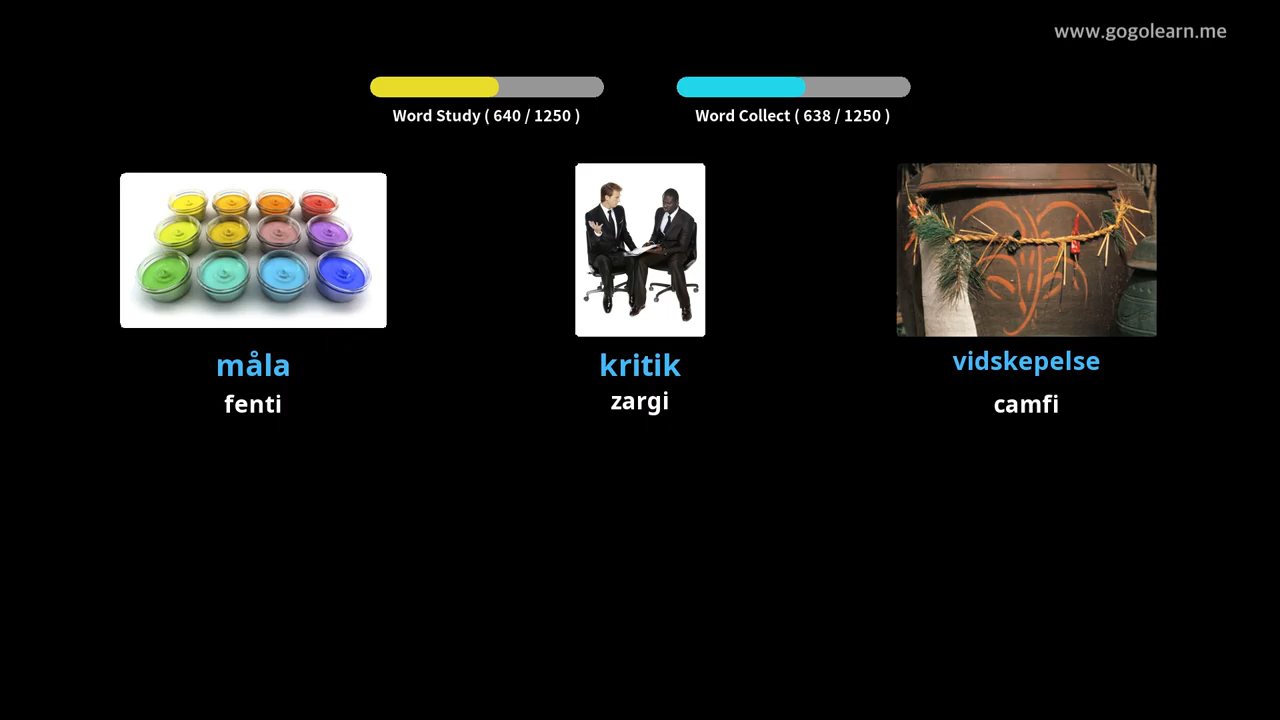 www.gogolearn.me
Word Study ( 640 / 1250 )
Word Collect ( 638 / 1250 )
måla
kritik
vidskepelse
fenti
zargi
camfi